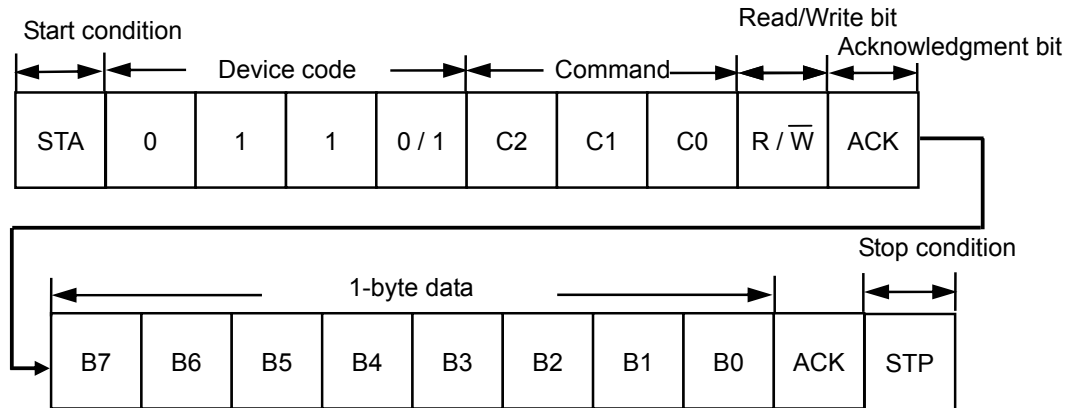 Read/Write bit
Start condition
Acknowledgment bit
Device code
Command
STA 0 1 1 0 / 1 C2 C1 C0 R / W̅ ACK
Stop condition
1-byte data
B7 B6 B5 B4 B3 B2 B1 B0 ACK STP